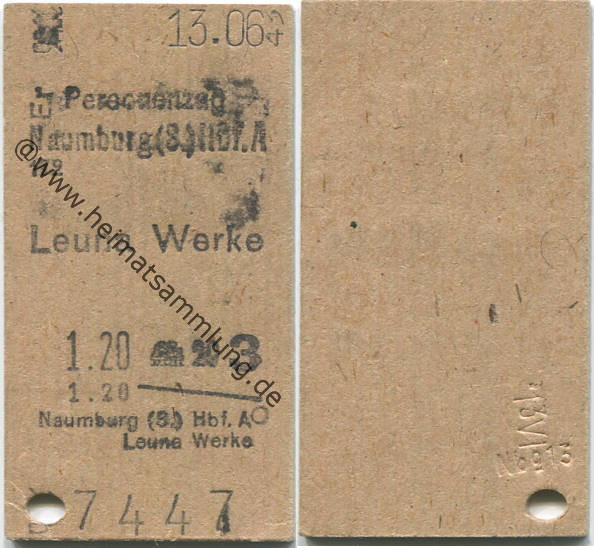 13.06
Personenzug
Naumburg (S.) Hbf. A
Leuna Werke
1.20 3
1.20
Naumburg (S.) Hbf. A
Leuna Werke
7447
@www.heimatsammlung.de